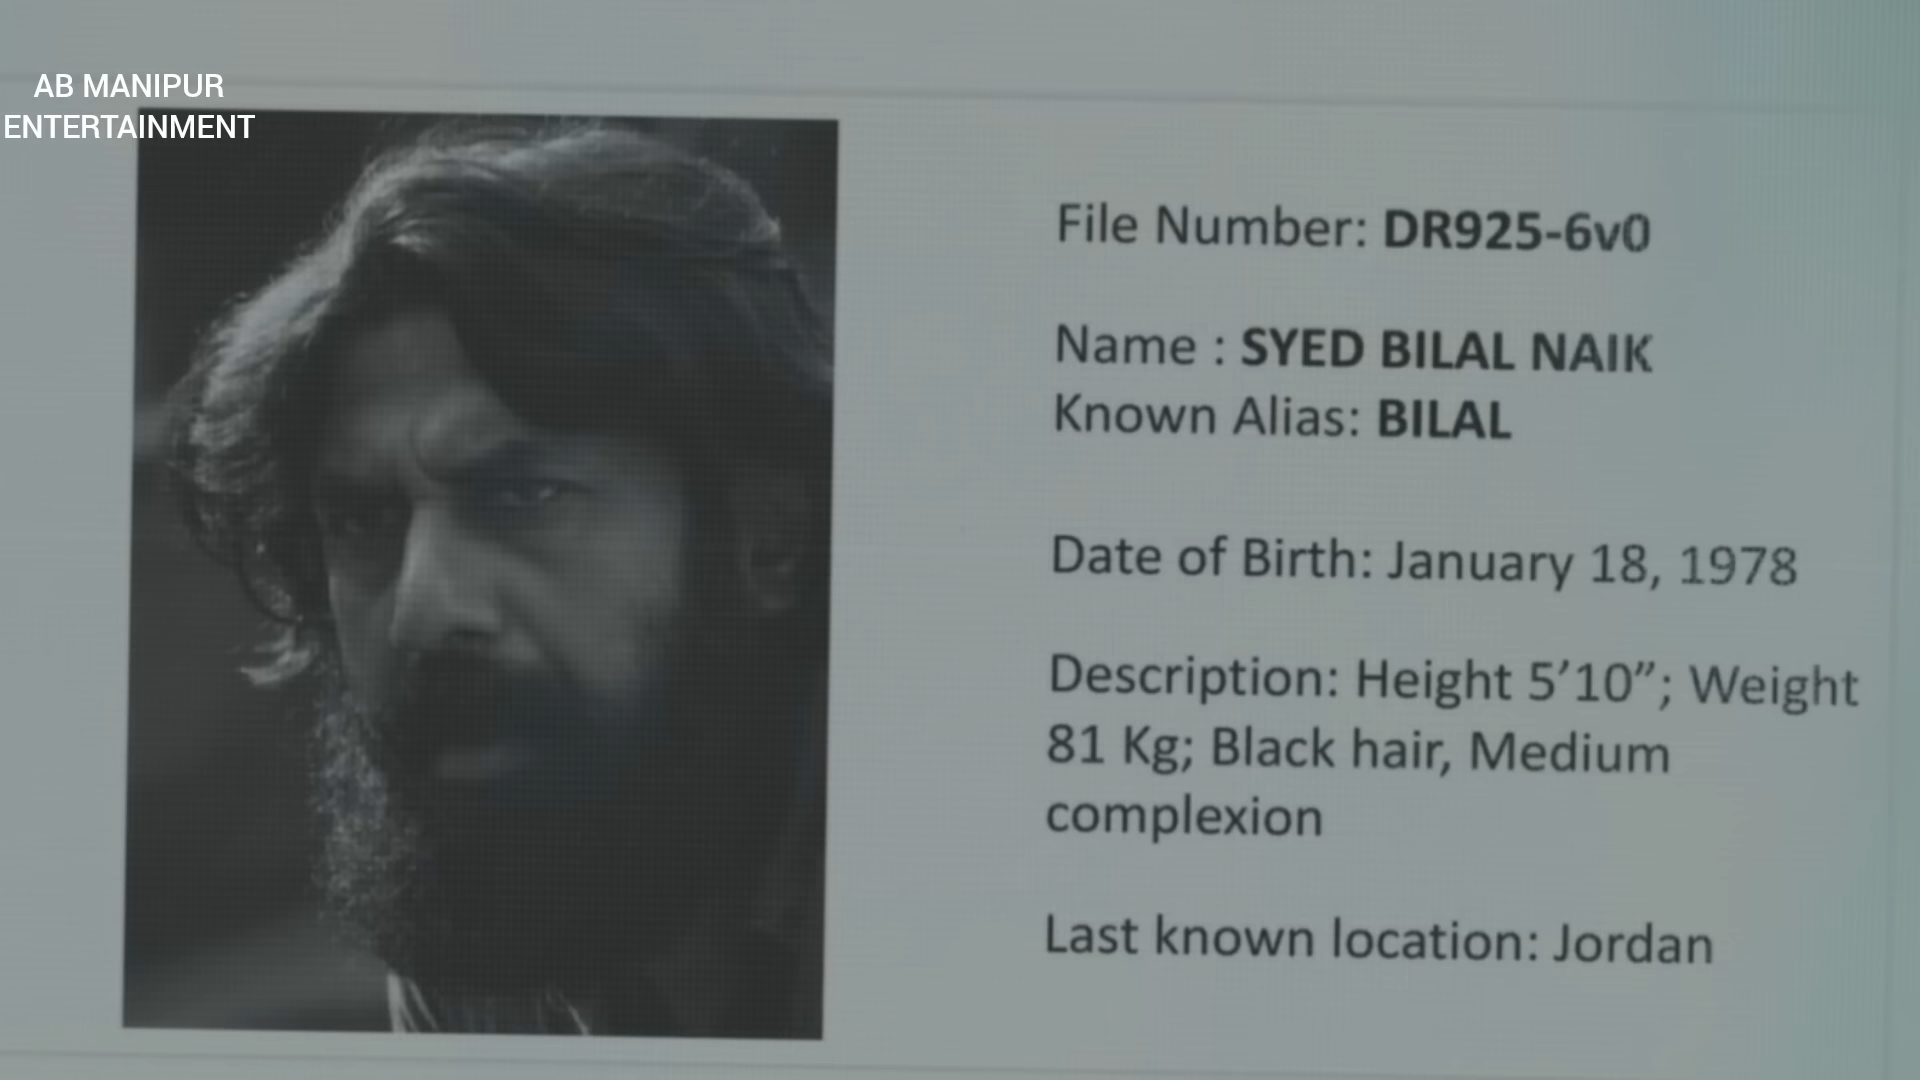 AB MANIPUR
ENTERTAINMENT
File Number: DR925-6v0
Name : SYED BILAL NAIK
Known Alias: BILAL
Date of Birth: January 18, 1978
Description: Height 5’10”; Weight
81 Kg; Black hair, Medium
complexion
Last known location: Jordan